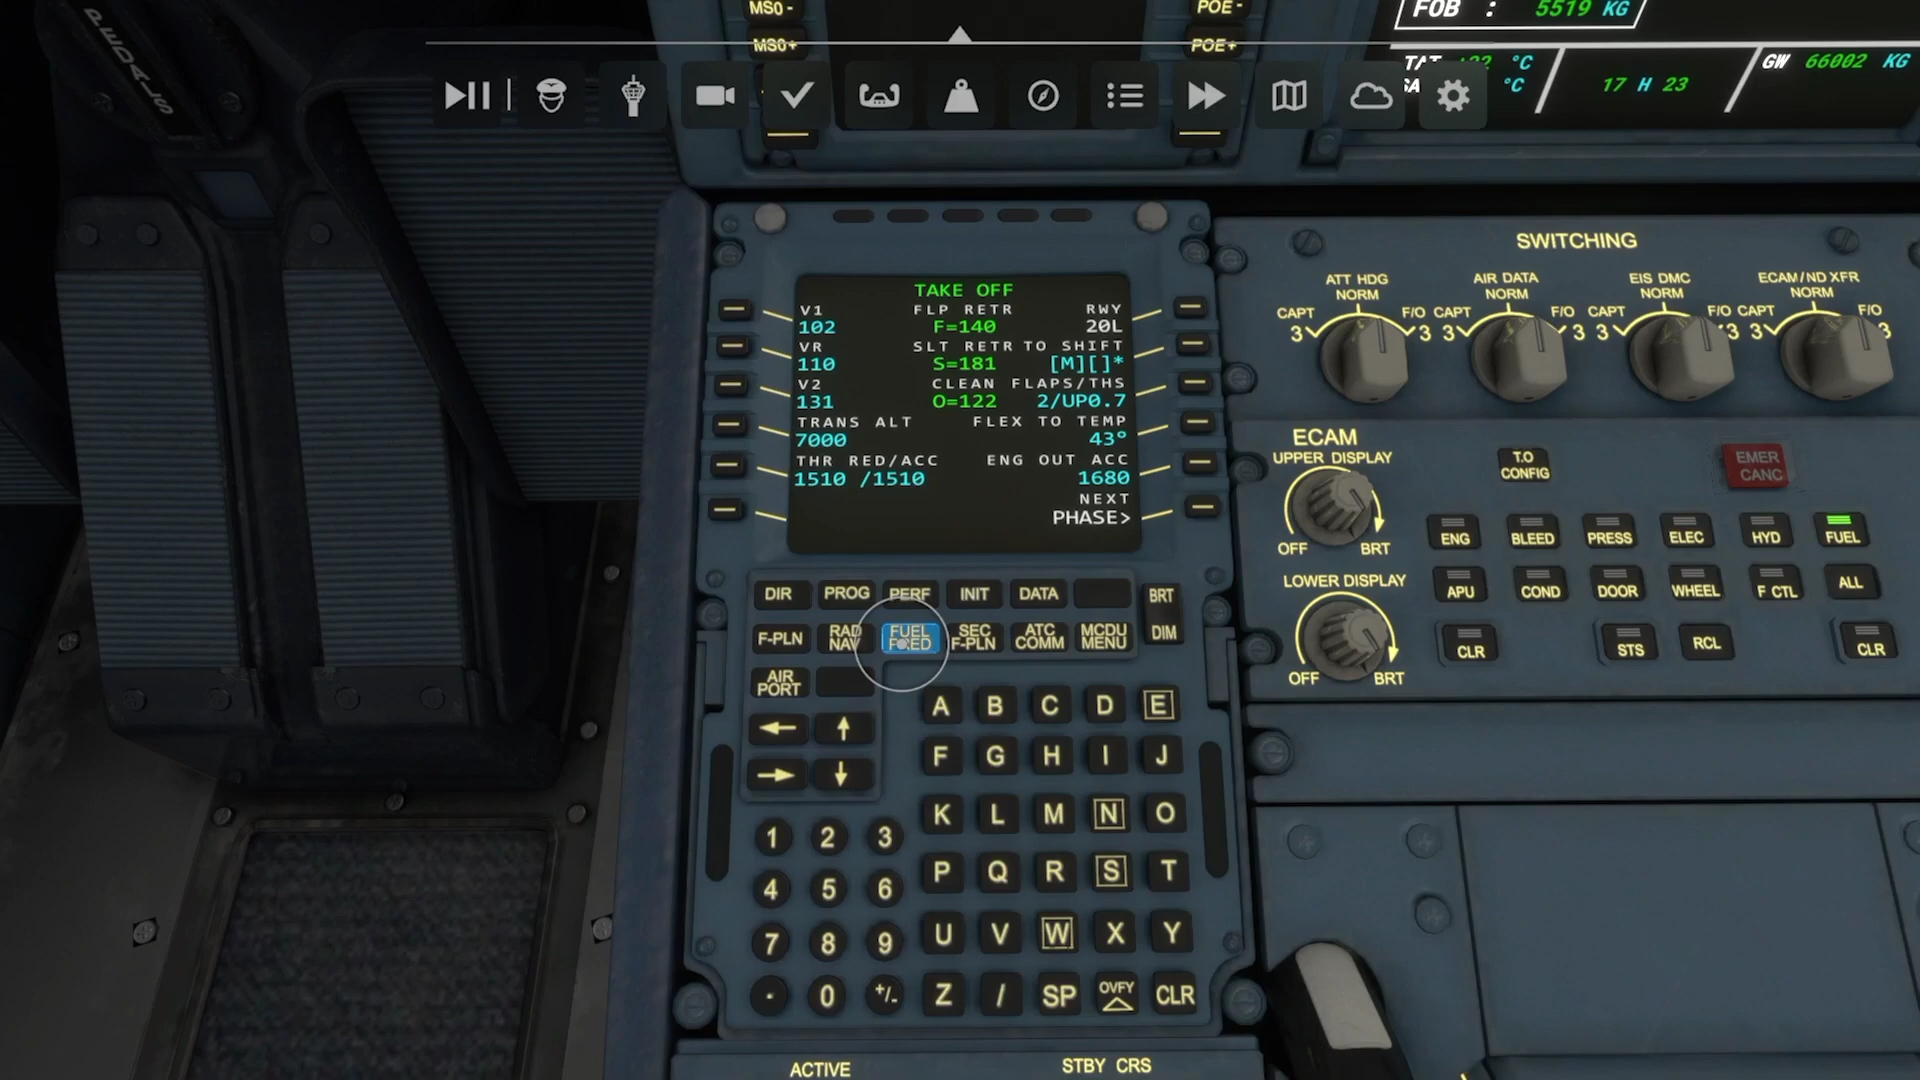 PEDALS
MS0 -
MS0+
POE -
POE+
FOB : 5519 KG
TAT +22 °C
SA °C
17 H 23
GW 66002 KG
TAKE OFF
V1 FLP RETR RWY
102 F=140 20L
VR SLT RETR TO SHIFT
110 S=181 [M][]*
V2 CLEAN FLAPS/THS
131 O=122 2/UP0.7
TRANS ALT FLEX TO TEMP
7000 43°
THR RED/ACC ENG OUT ACC
1510 /1510 1680
NEXT
PHASE>
DIR PROG PERF INIT DATA
BRT
DIM
F-PLN
RAD
NAV
FUEL
PRED
SEC
F-PLN
ATC
COMM
MCDU
MENU
AIR
PORT
← ↑
→ ↓
A B C D E
F G H I J
K L M N O
P Q R S T
U V W X Y
Z / SP OVFY CLR
1 2 3
4 5 6
7 8 9
. 0 +/-
ACTIVE
STBY CRS
SWITCHING
ATT HDG
NORM
CAPT F/O
3 3
AIR DATA
NORM
CAPT F/O
3 3
EIS DMC
NORM
CAPT F/O
3 3
ECAM/ND XFR
NORM
CAPT F/O
3 3
ECAM
UPPER DISPLAY
OFF BRT
LOWER DISPLAY
OFF BRT
T.O
CONFIG
EMER
CANC
ENG BLEED PRESS ELEC HYD FUEL
APU COND DOOR WHEEL F CTL ALL
CLR STS RCL CLR